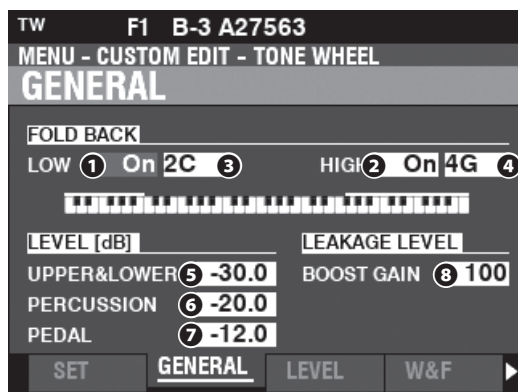 TW F1 B-3 A27563
MENU - CUSTOM EDIT - TONE WHEEL
GENERAL
FOLD BACK
LOW 1 On 2C 3 HIGH 2 On 4G 4
LEVEL [dB] LEAKAGE LEVEL
UPPER&LOWER 5 -30.0 BOOST GAIN 8 100
PERCUSSION 6 -20.0
PEDAL 7 -12.0
SET GENERAL LEVEL W&F